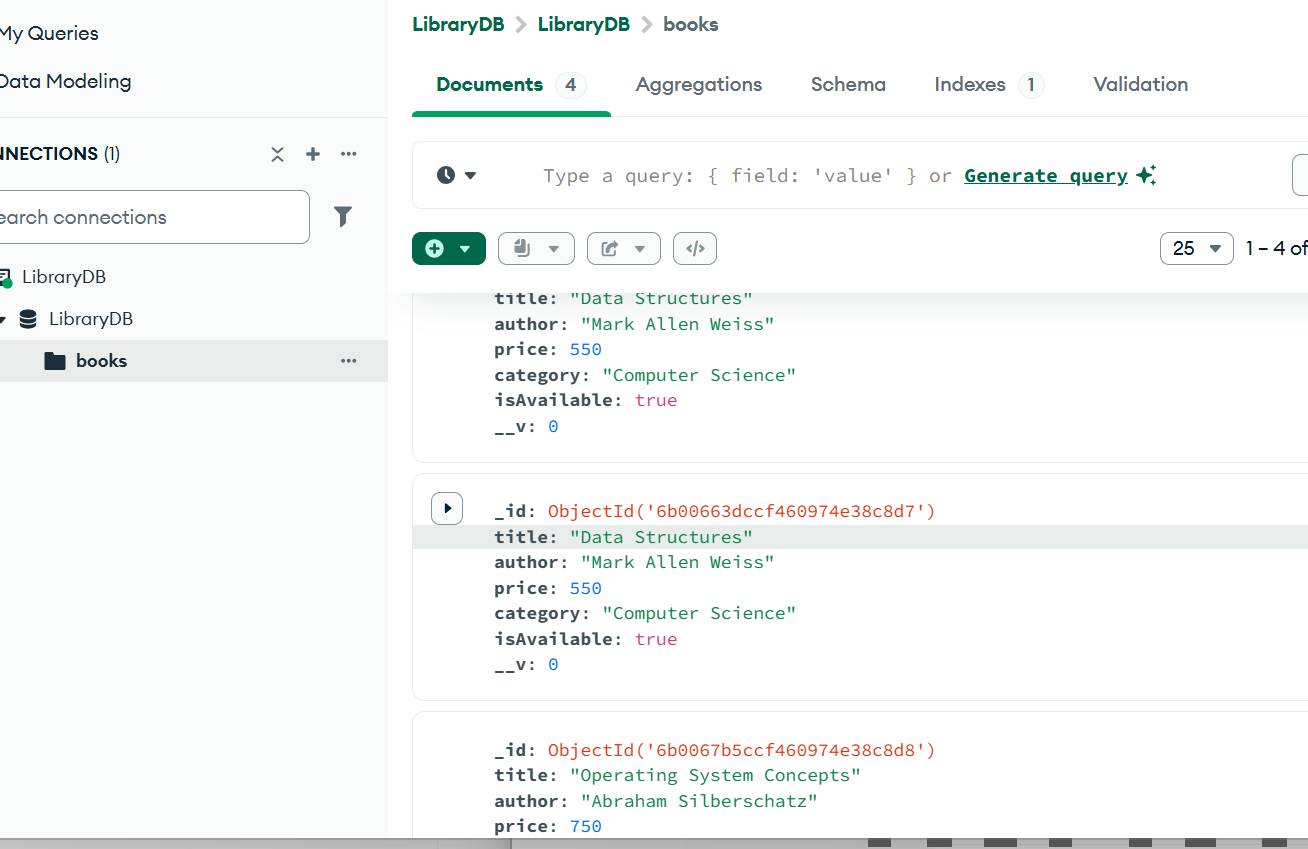 My Queries
Data Modeling
NNECTIONS (1)
earch connections
LibraryDB
LibraryDB
books
LibraryDB
LibraryDB
books
Documents 4
Aggregations
Schema
Indexes 1
Validation
Type a query: { field: 'value' } or Generate query
25
1 – 4 of
title: "Data Structures"
author: "Mark Allen Weiss"
price: 550
category: "Computer Science"
isAvailable: true
__v: 0
_id: ObjectId('6b00663dccf460974e38c8d7')
title: "Data Structures"
author: "Mark Allen Weiss"
price: 550
category: "Computer Science"
isAvailable: true
__v: 0
_id: ObjectId('6b0067b5ccf460974e38c8d8')
title: "Operating System Concepts"
author: "Abraham Silberschatz"
price: 750